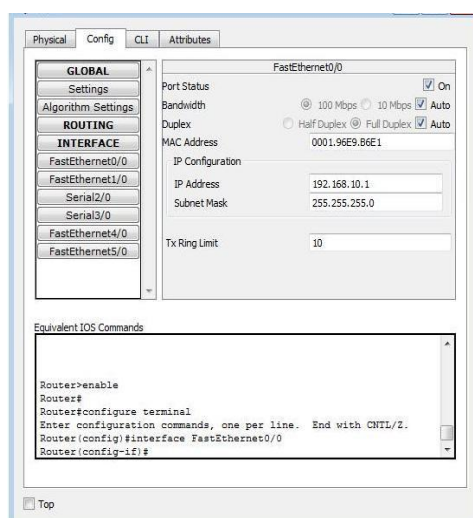 Physical Config CLI Attributes
GLOBAL
Settings
Algorithm Settings
ROUTING
INTERFACE
FastEthernet0/0
FastEthernet1/0
Serial2/0
Serial3/0
FastEthernet4/0
FastEthernet5/0
FastEthernet0/0
Port Status On
Bandwidth 100 Mbps 10 Mbps Auto
Duplex Half Duplex Full Duplex Auto
MAC Address 0001.96E9.B6E1
IP Configuration
IP Address 192.168.10.1
Subnet Mask 255.255.255.0
Tx Ring Limit 10
Equivalent IOS Commands
Router>enable
Router#
Router#configure terminal
Enter configuration commands, one per line. End with CNTL/Z.
Router(config)#interface FastEthernet0/0
Router(config-if)#
Top